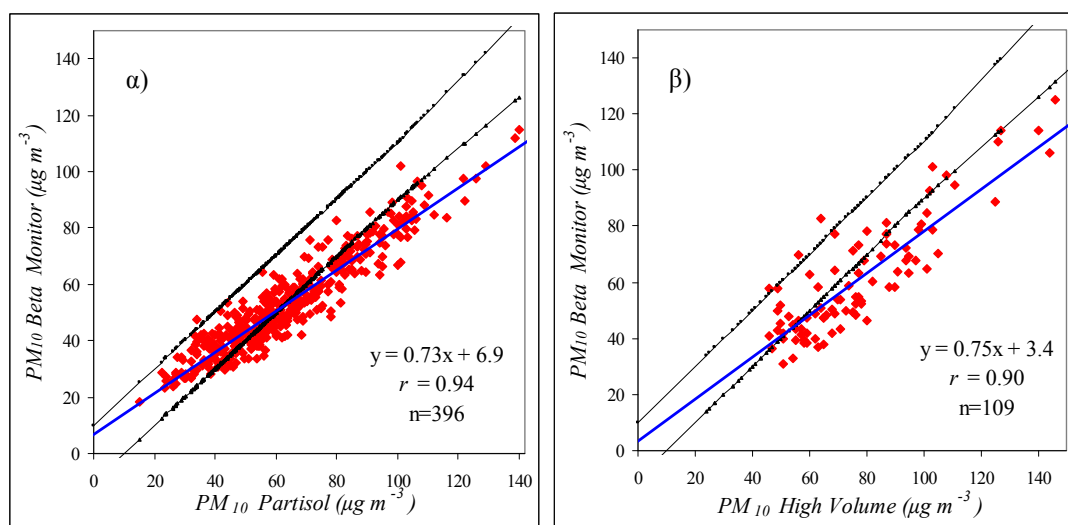 α)
PM₁₀ Beta Monitor (μg m⁻³)
140
120
100
80
60
40
20
0
y = 0.73x + 6.9
r = 0.94
n=396
0 20 40 60 80 100 120 140
PM₁₀ Partisol (μg m⁻³)
β)
PM₁₀ Beta Monitor (μg m⁻³)
140
120
100
80
60
40
20
0
y = 0.75x + 3.4
r = 0.90
n=109
0 20 40 60 80 100 120 140
PM₁₀ High Volume (μg m⁻³)